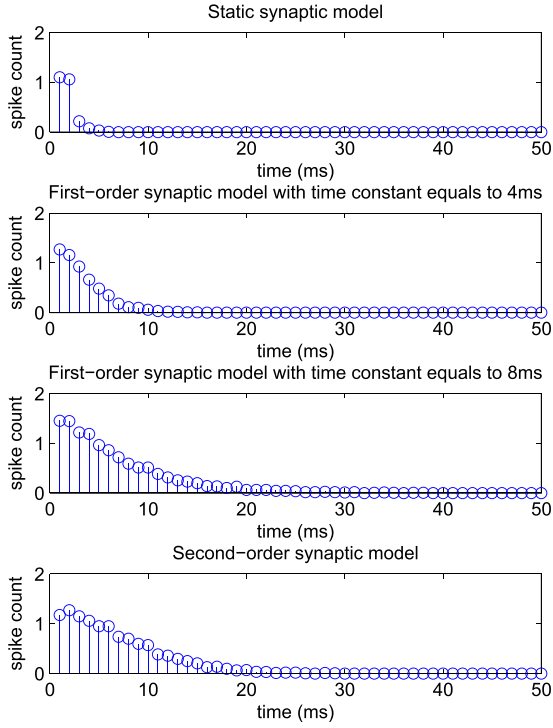 Static synaptic model
2
1
0
spike count
0 10 20 30 40 50
time (ms)
First−order synaptic model with time constant equals to 4ms
2
1
0
spike count
0 10 20 30 40 50
time (ms)
First−order synaptic model with time constant equals to 8ms
2
1
0
spike count
0 10 20 30 40 50
time (ms)
Second−order synaptic model
2
1
0
spike count
0 10 20 30 40 50
time (ms)